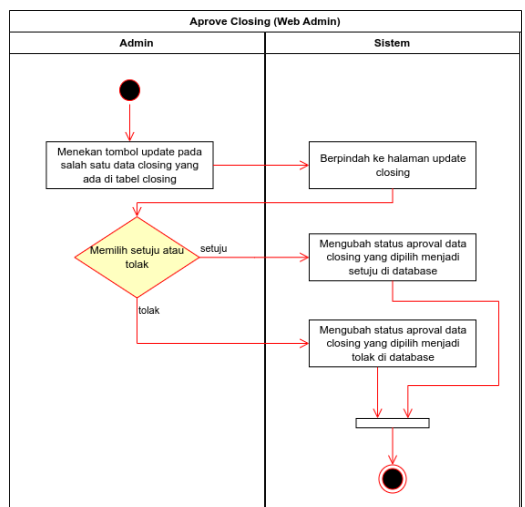 Aprove Closing (Web Admin)
Admin
Sistem
Menekan tombol update pada
salah satu data closing yang
ada di tabel closing
Berpindah ke halaman update
closing
Memilih setuju atau
tolak
setuju
Mengubah status aproval data
closing yang dipilih menjadi
setuju di database
tolak
Mengubah status aproval data
closing yang dipilih menjadi
tolak di database